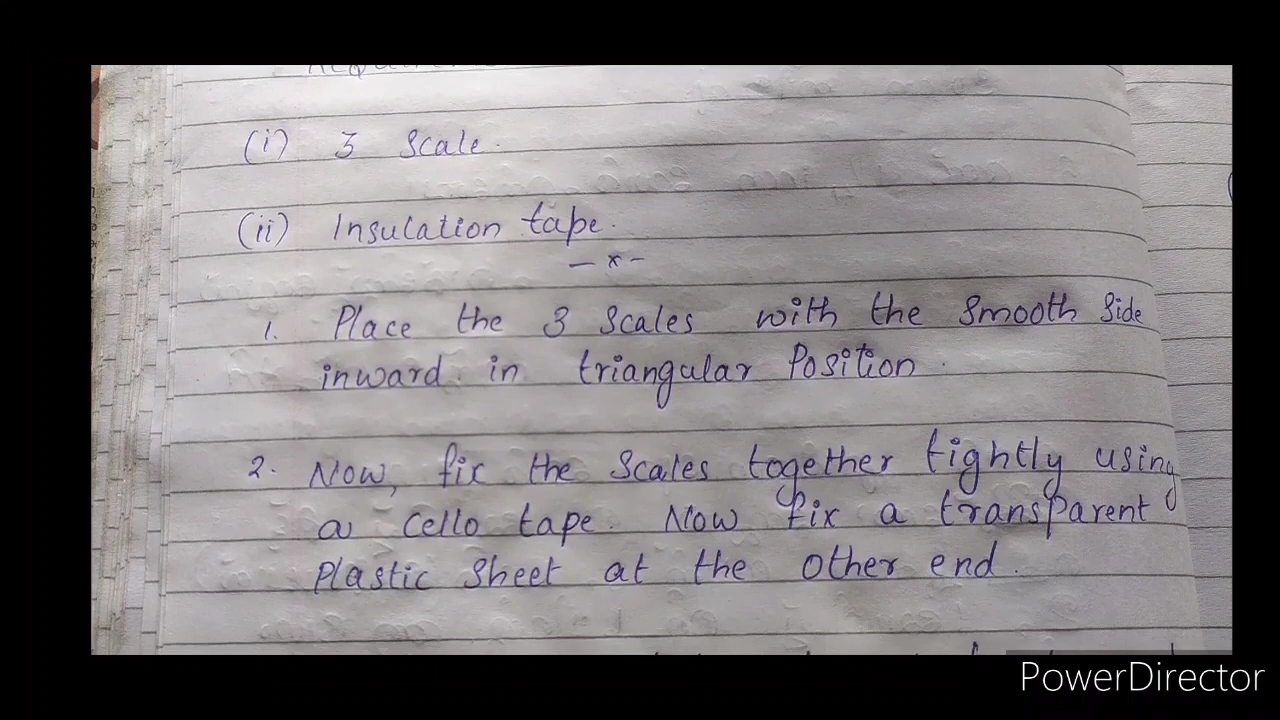 (i) 3 Scale.
(ii) Insulation tape.
— x —
1. Place the 3 Scales with the Smooth Side
inward. in triangular Position.
2. Now, fix the Scales together tightly using
a cello tape. Now fix a transparent
Plastic Sheet at the other end.
PowerDirector